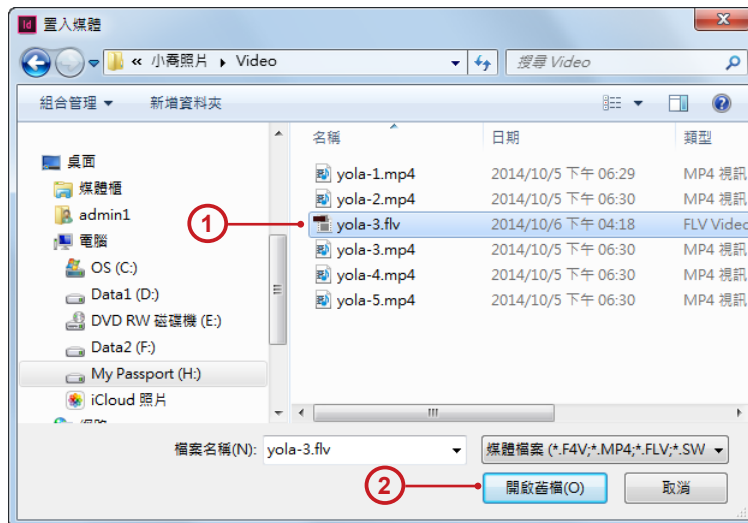 Id 置入媒體
« 小喬照片 ▸ Video
搜尋 Video
組合管理 ▼ 新增資料夾
名稱 日期 類型
桌面
媒體櫃
admin1
電腦
OS (C:)
Data1 (D:)
DVD RW 磁碟機 (E:)
Data2 (F:)
My Passport (H:)
iCloud 照片
yola-1.mp4 2014/10/5 下午 06:29 MP4 視訊
yola-2.mp4 2014/10/5 下午 06:30 MP4 視訊
1
yola-3.flv 2014/10/6 下午 04:18 FLV Video
yola-3.mp4 2014/10/5 下午 06:30 MP4 視訊
yola-4.mp4 2014/10/5 下午 06:30 MP4 視訊
yola-5.mp4 2014/10/5 下午 06:30 MP4 視訊
檔案名稱(N): yola-3.flv 媒體檔案 (*.F4V;*.MP4;*.FLV;*.SW
2
開啟舊檔(O) 取消